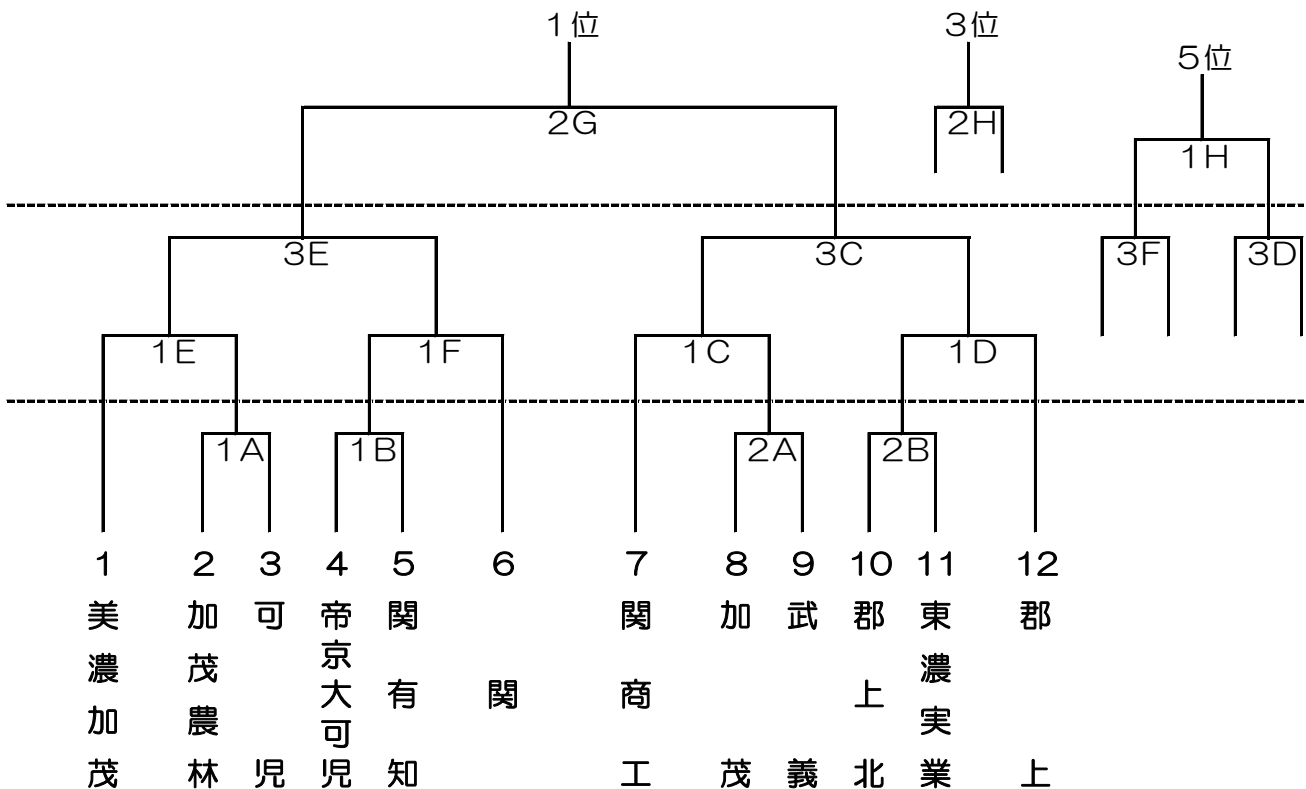 1位
3位
5位
2G
2H
1H
3E
3C
3F
3D
1E
1F
1C
1D
1A
1B
2A
2B
1
2
3
4
5
6
7
8
9
10
11
12
美濃加茂
加茂農林
可児
帝京大可児
関有知
関
関商工
加茂
武義
郡上北
東濃実業
郡上